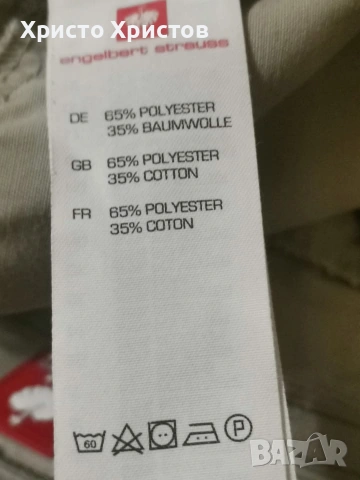 Христо Христов
engelbert strauss
DE 65% POLYESTER
35% BAUMWOLLE
GB 65% POLYESTER
35% COTTON
FR 65% POLYESTER
35% COTON
60 P
BAZAR